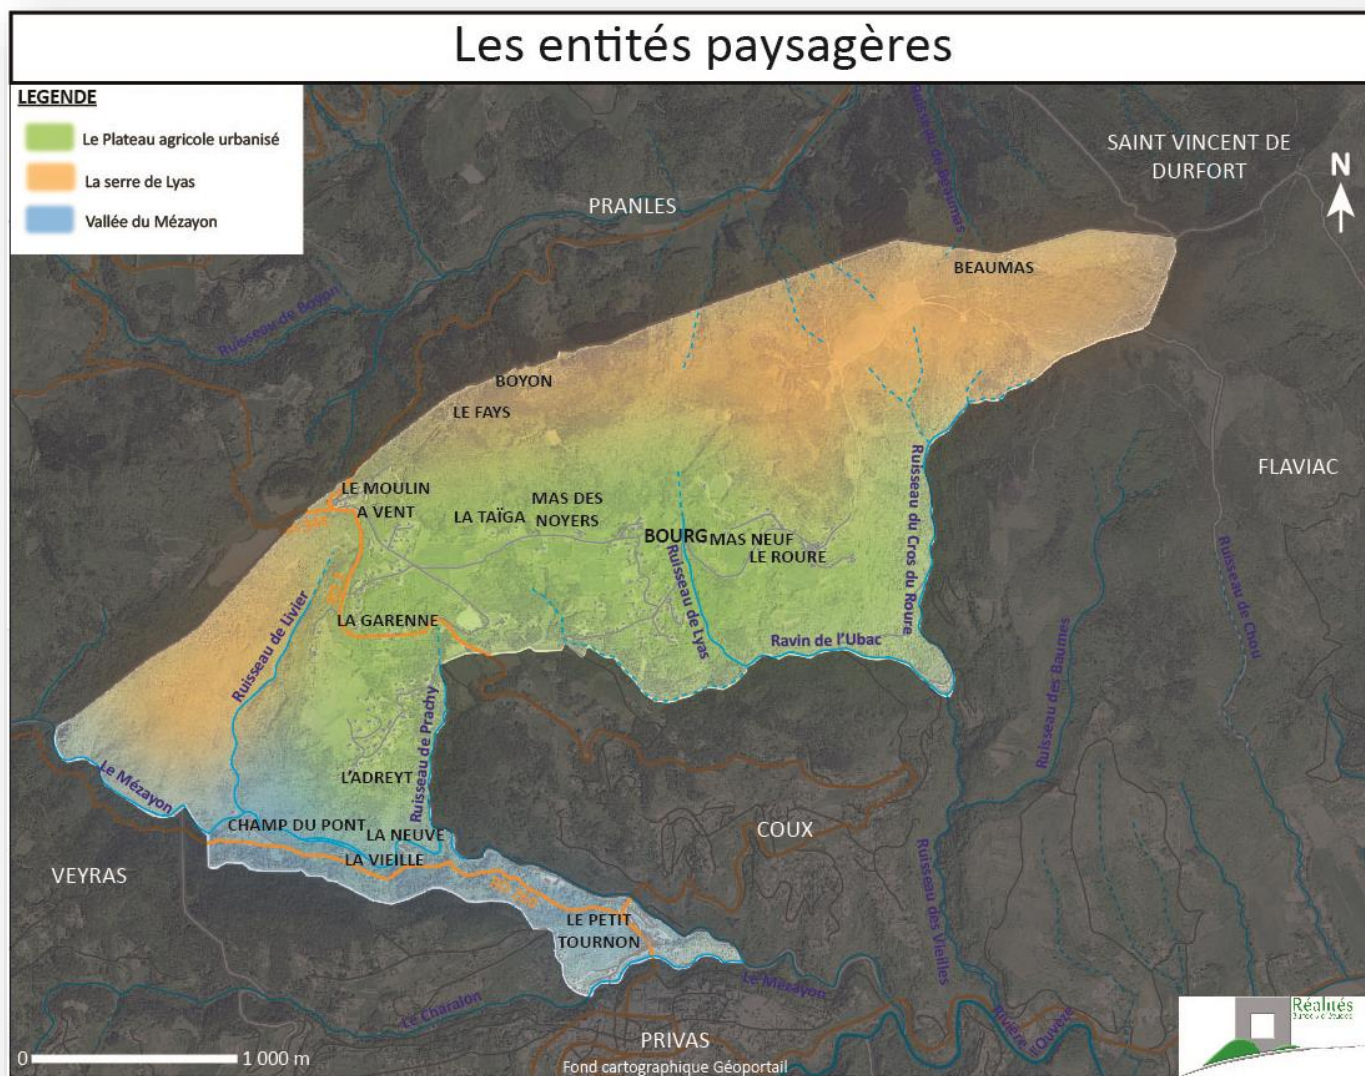 Les entités paysagères
LEGENDE
Le Plateau agricole urbanisé
La serre de Lyas
Vallée du Mézayon
SAINT VINCENT DE
DURFORT
N
PRANLES
Ruisseau de Beaumas
BEAUMAS
Ruisseau de Boyon
BOYON
LE FAYS
FLAVIAC
LE MOULIN
A VENT
LA TAÏGA
MAS DES
NOYERS
BOURG
MAS NEUF
LE ROURE
Ruisseau du Cros du Roure
Ruisseau de Lyas
Ravin de l'Ubac
Ruisseau de Livier
LA GARENNE
Ruisseau de Prachy
Ruisseau des Baumes
Ruisseau de Chou
L'ADREYT
Le Mézayon
CHAMP DU PONT
LA NEUVE
LA VIEILLE
COUX
VEYRAS
LE PETIT
TOURNON
Ruisseau des Vieilles
Le Mézayon
Le Charalon
Rivière l'Ouvèze
PRIVAS
Fond cartographique Géoportail
0 1 000 m
Réalités